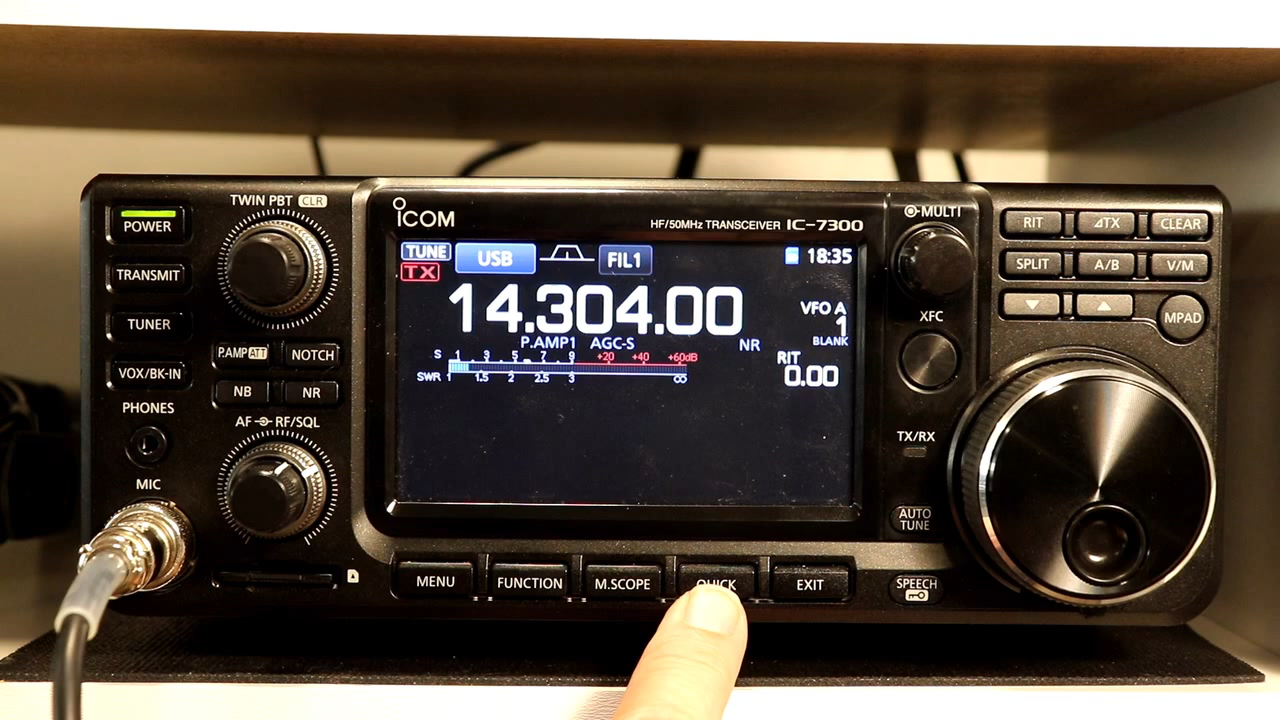 TWIN PBT CLR
POWER
TRANSMIT
TUNER
VOX/BK-IN
P.AMP ATT
NOTCH
NB
NR
PHONES
AF RF/SQL
MIC
ICOM
HF/50MHz TRANSCEIVER IC-7300
TUNE
USB
FIL1
18:35
TX
14.304.00
VFO A
1
P.AMP1 AGC-S
NR
BLANK
S 1 3 5 7 9 +20 +40 +60dB
SWR 1 1.5 2 2.5 3 ∞
RIT
0.00
MULTI
XFC
TX/RX
AUTO
TUNE
RIT
⊿TX
CLEAR
SPLIT
A/B
V/M
▼
▲
MPAD
MENU
FUNCTION
M.SCOPE
QUICK
EXIT
SPEECH